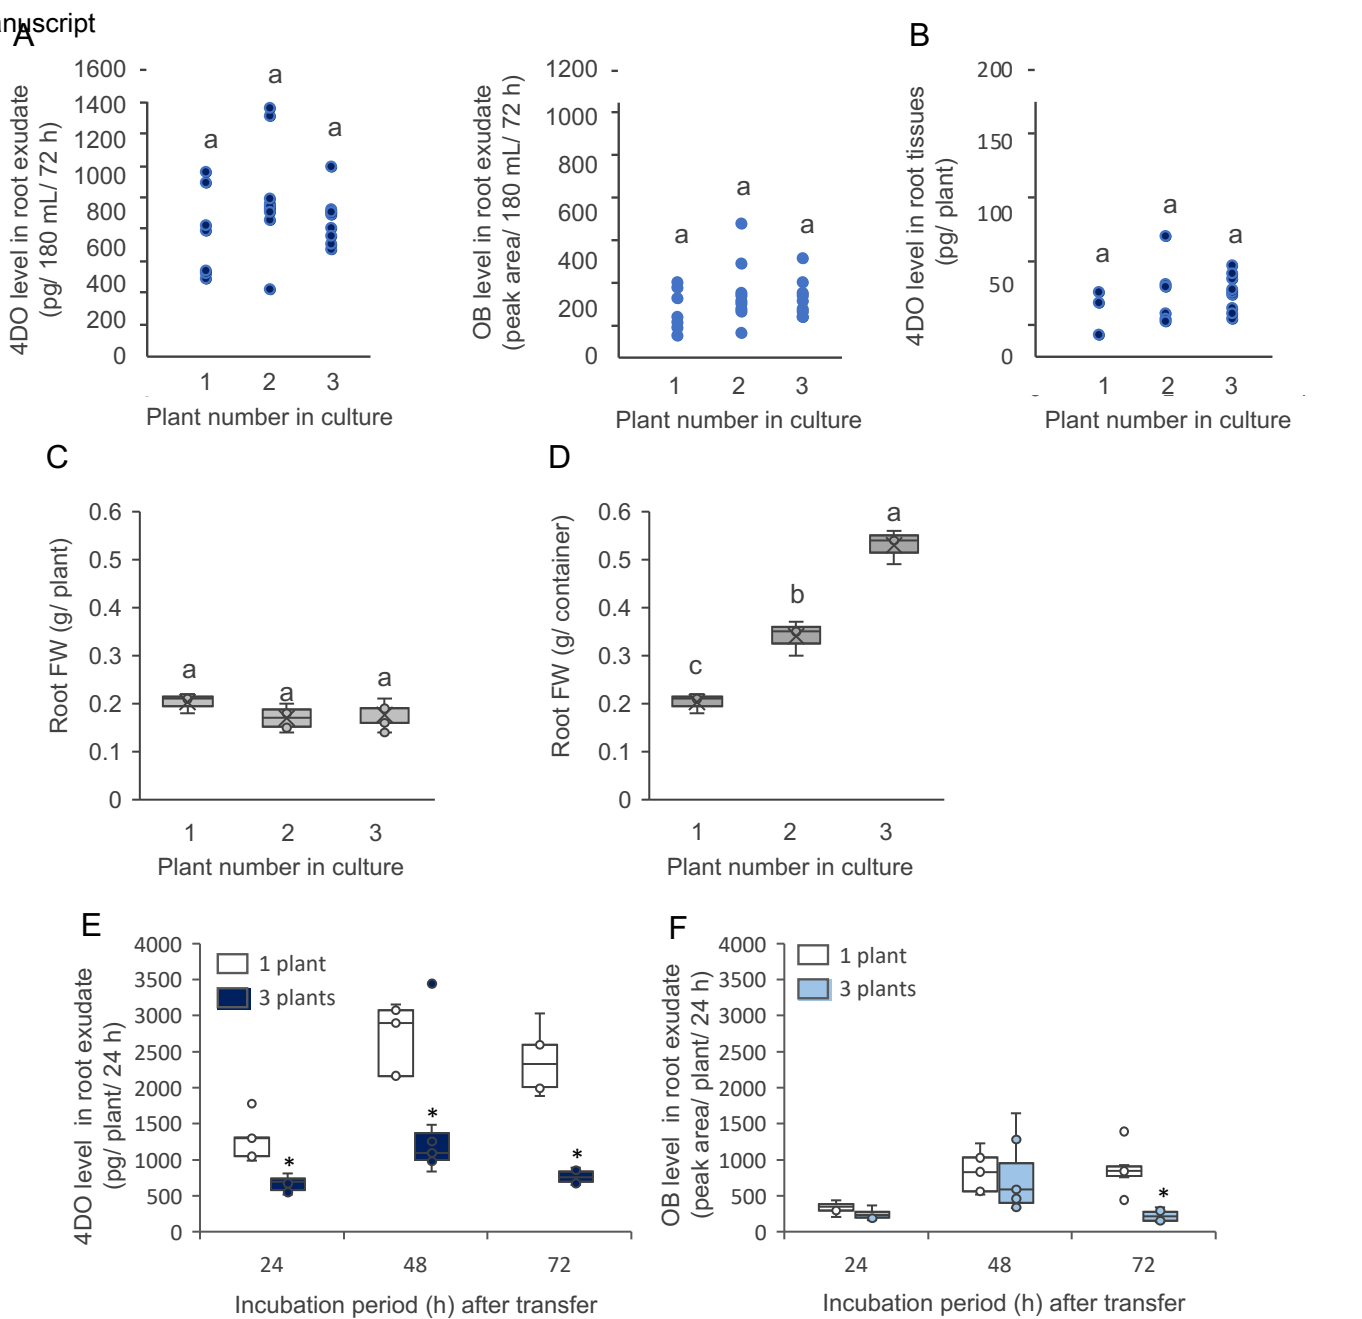 nuscript
A
4DO level in root exudate
(pg/ 180 mL/ 72 h)
1600
1400
1200
1000
800
600
400
200
0
a
a
a
1 2 3
Plant number in culture
OB level in root exudate
(peak area/ 180 mL/ 72 h)
1200
1000
800
600
400
200
0
a
a
a
1 2 3
Plant number in culture
B
4DO level in root tissues
(pg/ plant)
200
150
100
50
0
a
a
a
1 2 3
Plant number in culture
C
Root FW (g/ plant)
0.6
0.5
0.4
0.3
0.2
0.1
0
a
a
a
1 2 3
Plant number in culture
D
Root FW (g/ container)
0.6
0.5
0.4
0.3
0.2
0.1
0
c
b
a
1 2 3
Plant number in culture
E
4DO level in root exudate
(pg/ plant/ 24 h)
4000
3500
3000
2500
2000
1500
1000
500
0
1 plant
3 plants
*
*
*
24 48 72
Incubation period (h) after transfer
F
OB level in root exudate
(peak area/ plant/ 24 h)
4000
3500
3000
2500
2000
1500
1000
500
0
1 plant
3 plants
*
24 48 72
Incubation period (h) after transfer